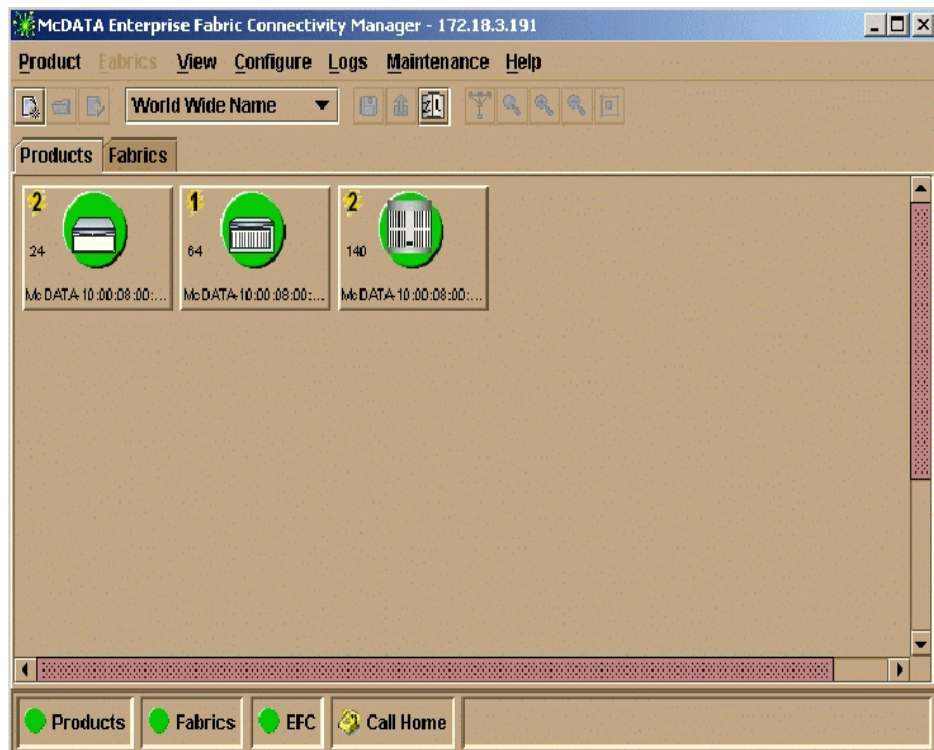 McDATA Enterprise Fabric Connectivity Manager - 172.18.3.191
Product Fabrics View Configure Logs Maintenance Help
World Wide Name
Products Fabrics
2 1 2
24 64 140
McDATA-10:00:08:00:... McDATA-10:00:08:00:... McDATA-10:00:08:00:...
Products Fabrics EFC Call Home